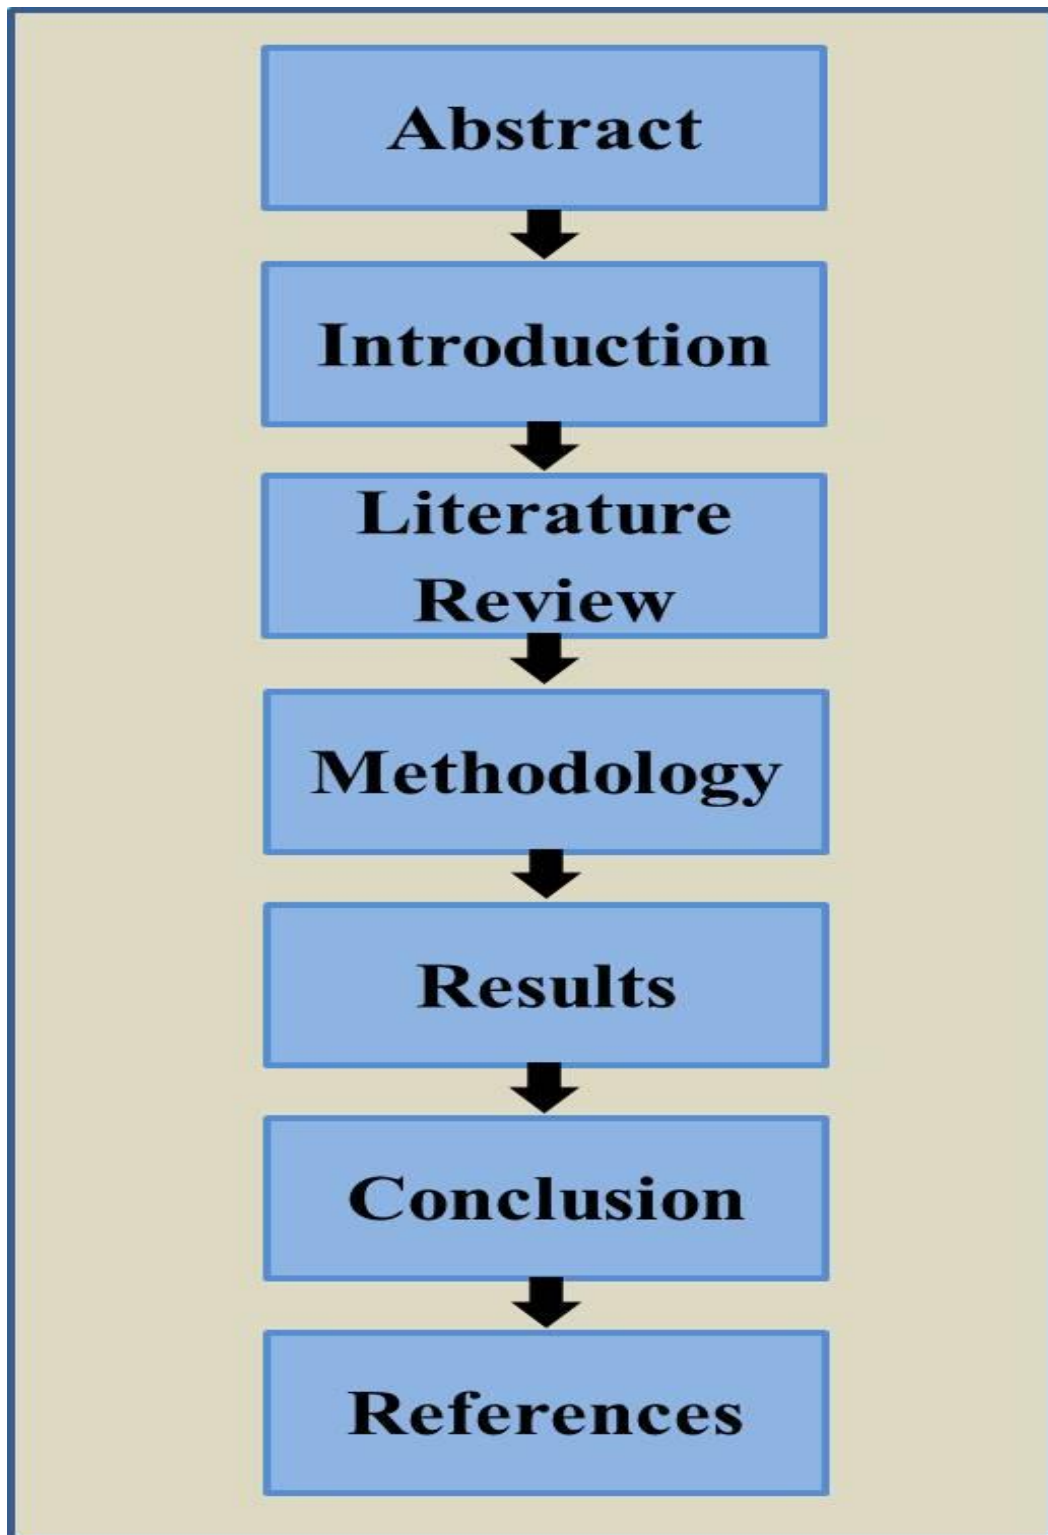 Abstract
Introduction
Literature
Review
Methodology
Results
Conclusion
References